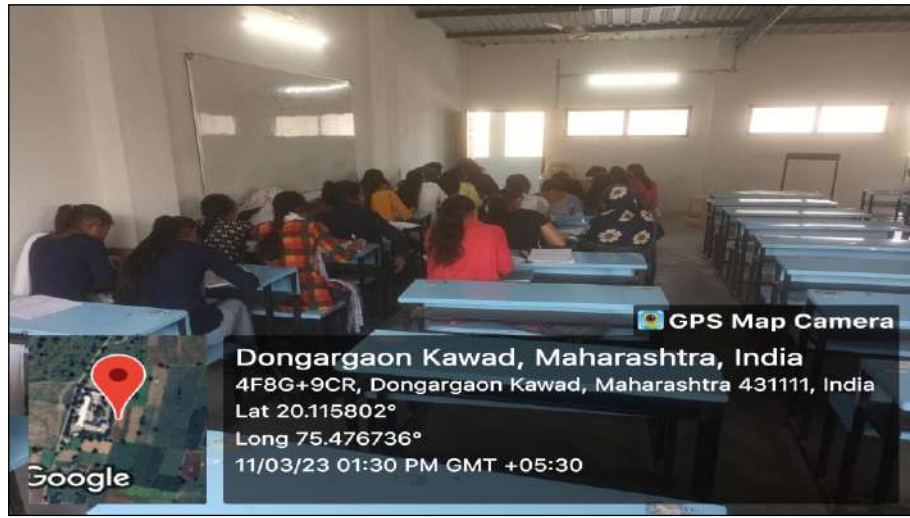 GPS Map Camera
Dongargaon Kawad, Maharashtra, India
4F8G+9CR, Dongargaon Kawad, Maharashtra 431111, India
Lat 20.115802°
Long 75.476736°
11/03/23 01:30 PM GMT +05:30
Google